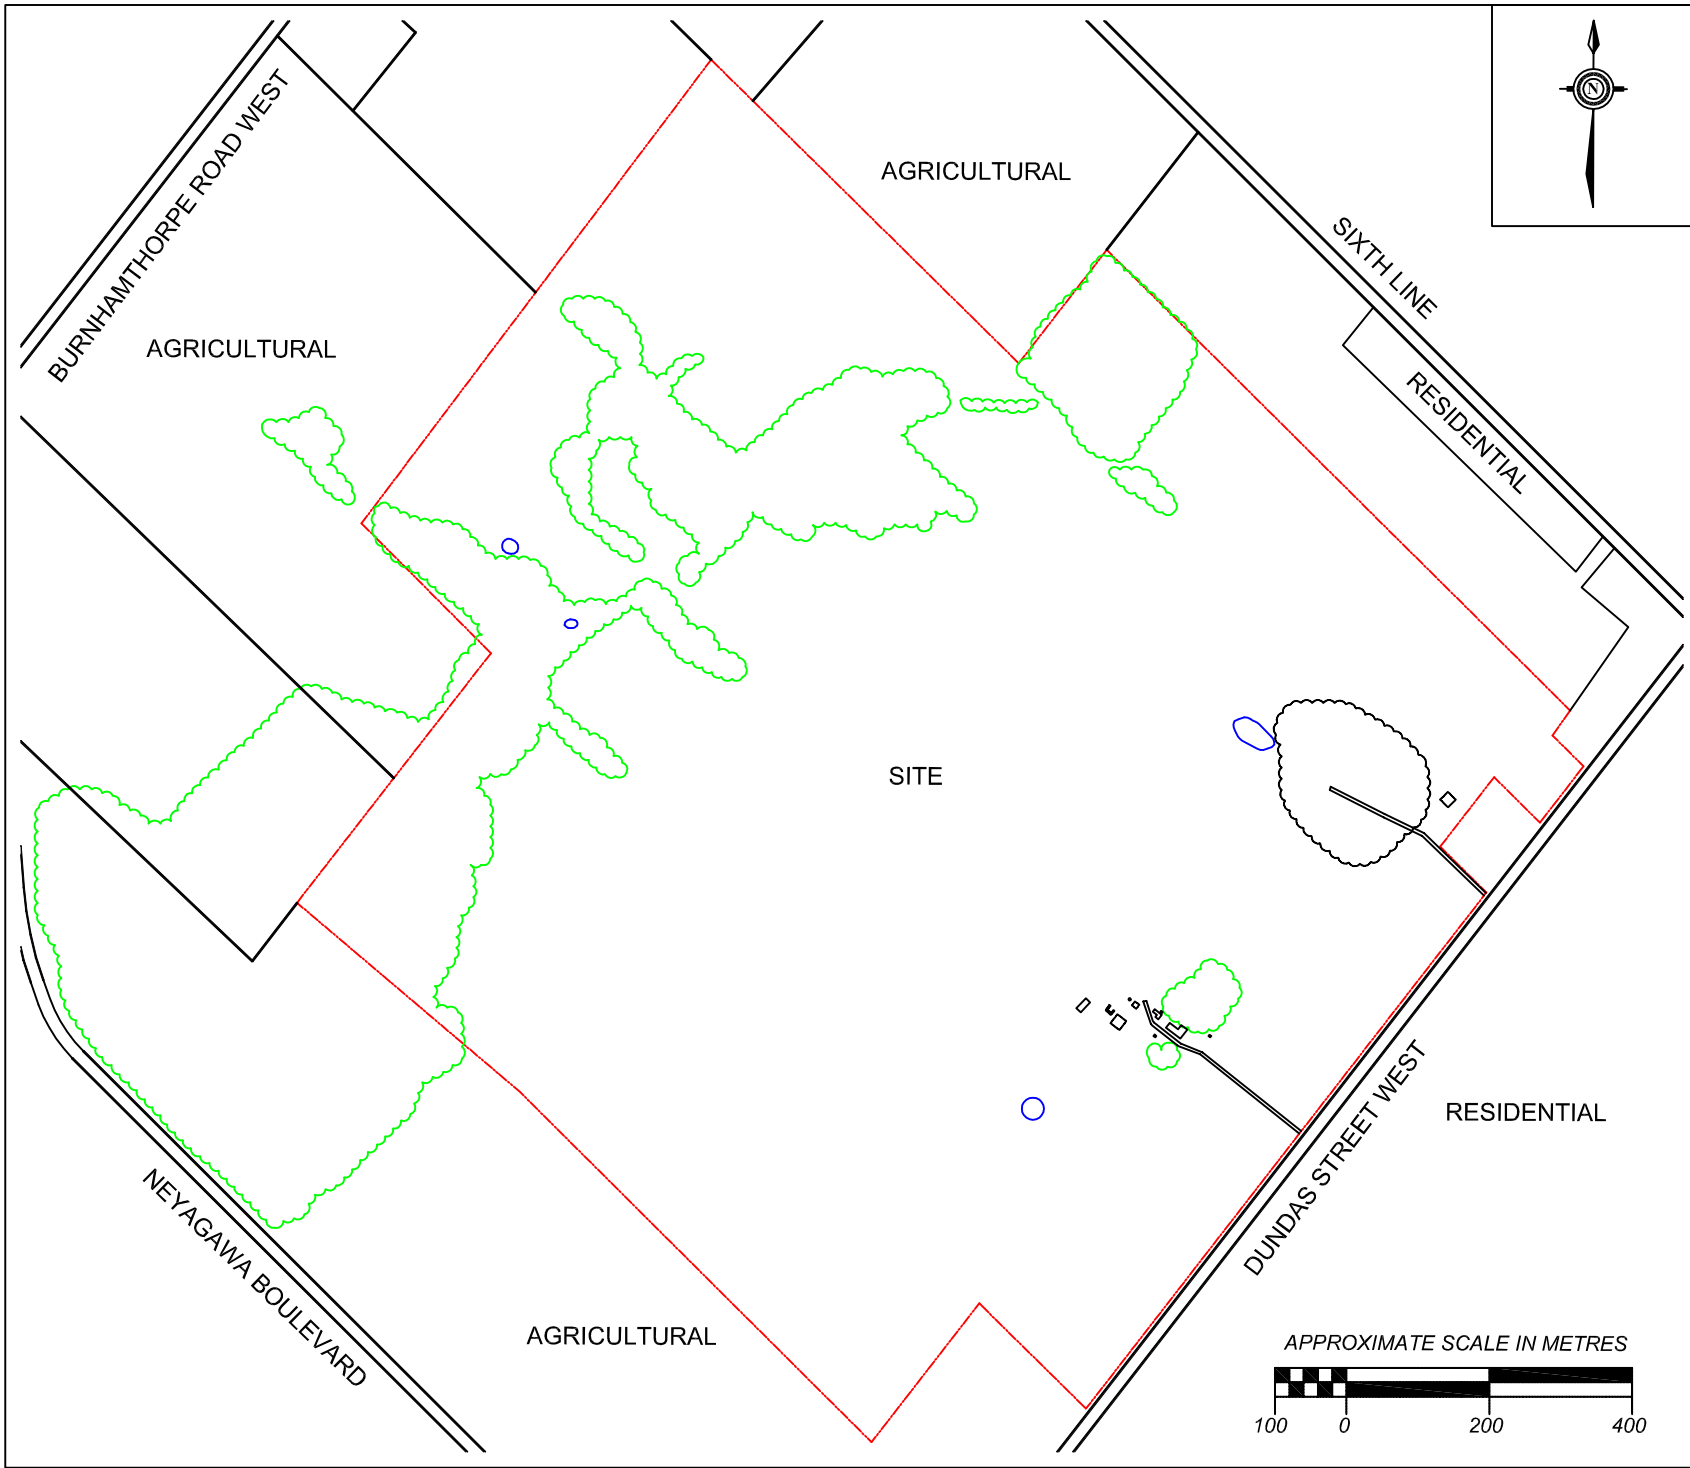 N
AGRICULTURAL
BURNHAMTHORPE ROAD WEST
SIXTH LINE
AGRICULTURAL
RESIDENTIAL
SITE
RESIDENTIAL
DUNDAS STREET WEST
NEYAGAWA BOULEVARD
AGRICULTURAL
APPROXIMATE SCALE IN METRES
100 0 200 400